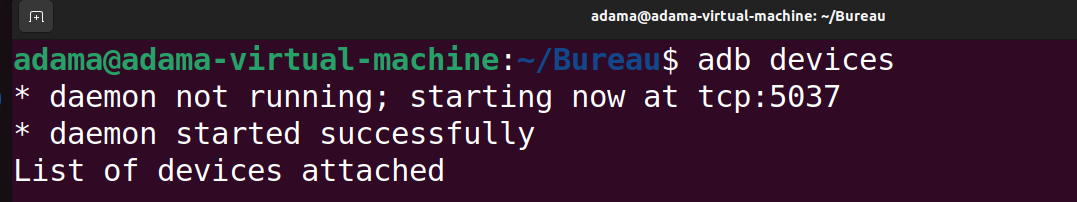 adama@adama-virtual-machine: ~/Bureau
adama@adama-virtual-machine:~/Bureau$ adb devices
* daemon not running; starting now at tcp:5037
* daemon started successfully
List of devices attached